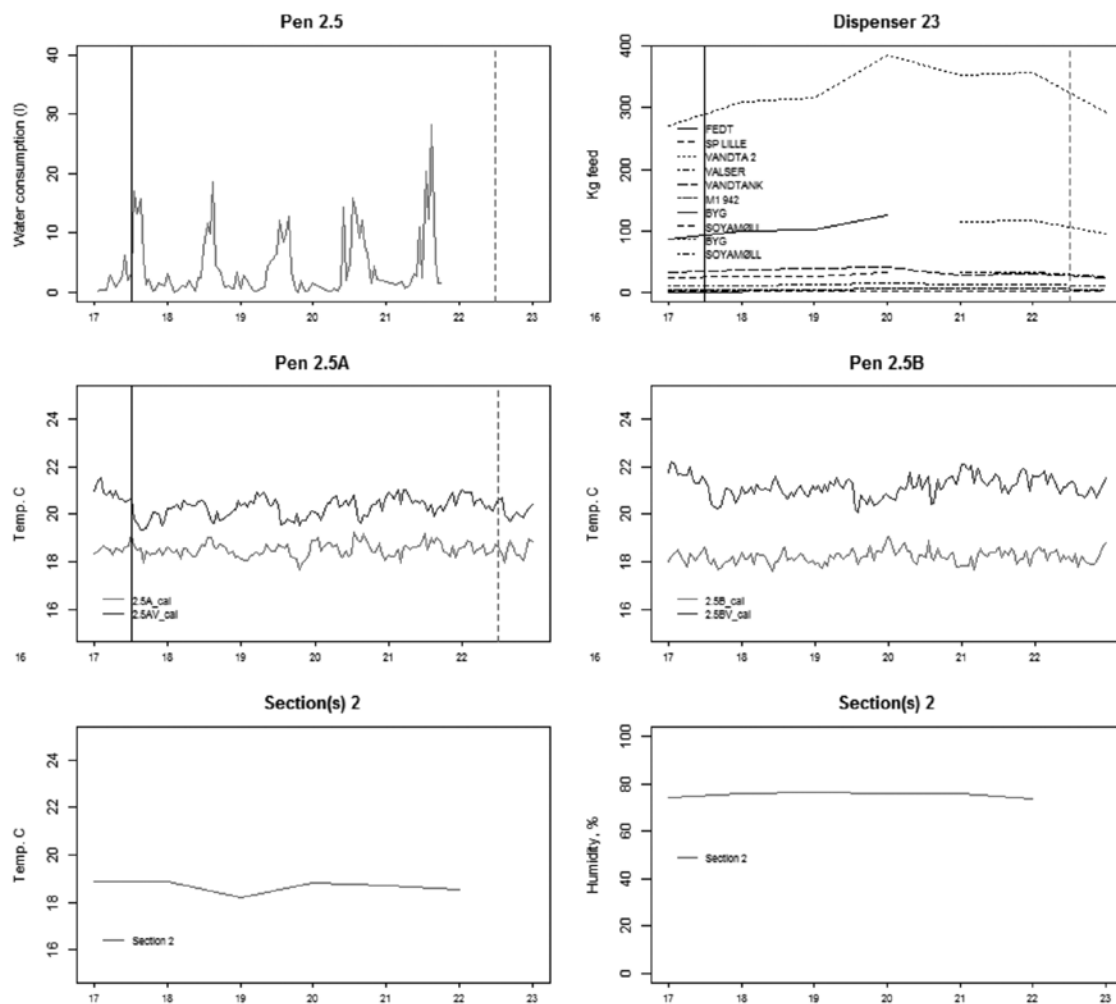 Pen 2.5
Water consumption (l)
0 10 20 30 40
17 18 19 20 21 22 23
Dispenser 23
Kg feed
0 100 200 300 400
FEDT
SP LILLE
VANDTA 2
VALSER
VANDTANK
M1 942
BYG
SOYAMØLL
BYG
SOYAMØLL
16 17 18 19 20 21 22 23
Pen 2.5A
Temp. C
16 18 20 22 24
2.5A_cal
2.5AV_cal
16 17 18 19 20 21 22
Pen 2.5B
Temp. C
16 18 20 22 24
2.5B_cal
2.5BV_cal
16 17 18 19 20 21 22
Section(s) 2
Temp. C
16 18 20 22 24
Section 2
17 18 19 20 21 22 23
Section(s) 2
Humidity, %
0 20 40 60 80 100
Section 2
17 18 19 20 21 22 23